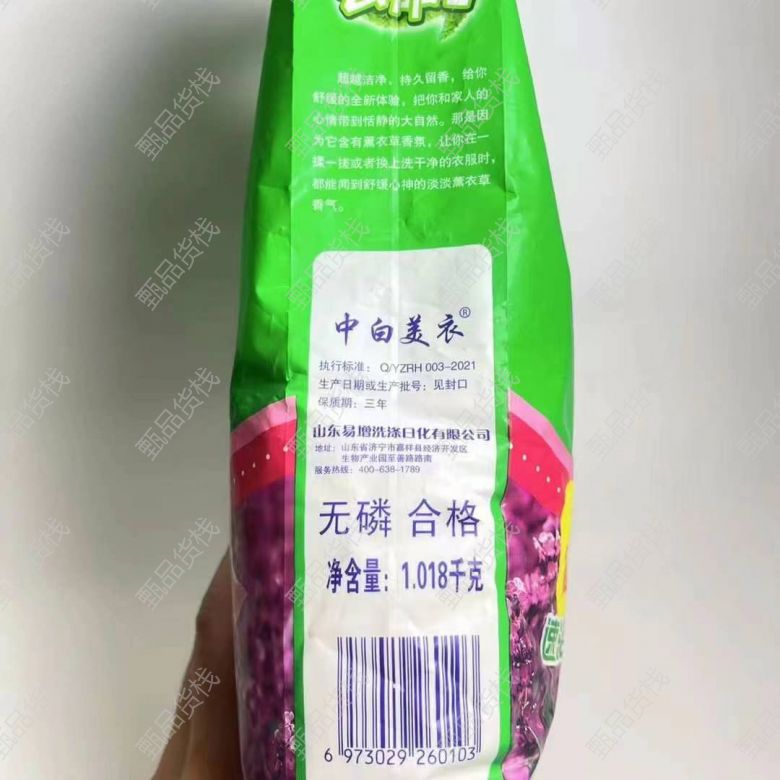 超越洁净、持久留香，给你
舒缓的全新体验，把你和家人的
心情带到恬静的大自然。那是因
为它含有薰衣草香氛，让你在一
揉一搓或者换上洗干净的衣服时，
都能闻到舒缓心神的淡淡薰衣草
香气。
中白美衣®
执行标准：Q/YZRH 003-2021
生产日期或生产批号：见封口
保质期：三年
山东易增洗涤日化有限公司
地址：山东省济宁市嘉祥县经济开发区
生物产业园至善路路南
服务热线：400-638-1789
无磷 合格
净含量：1.018千克
6 973029 260103
速
甄品货栈